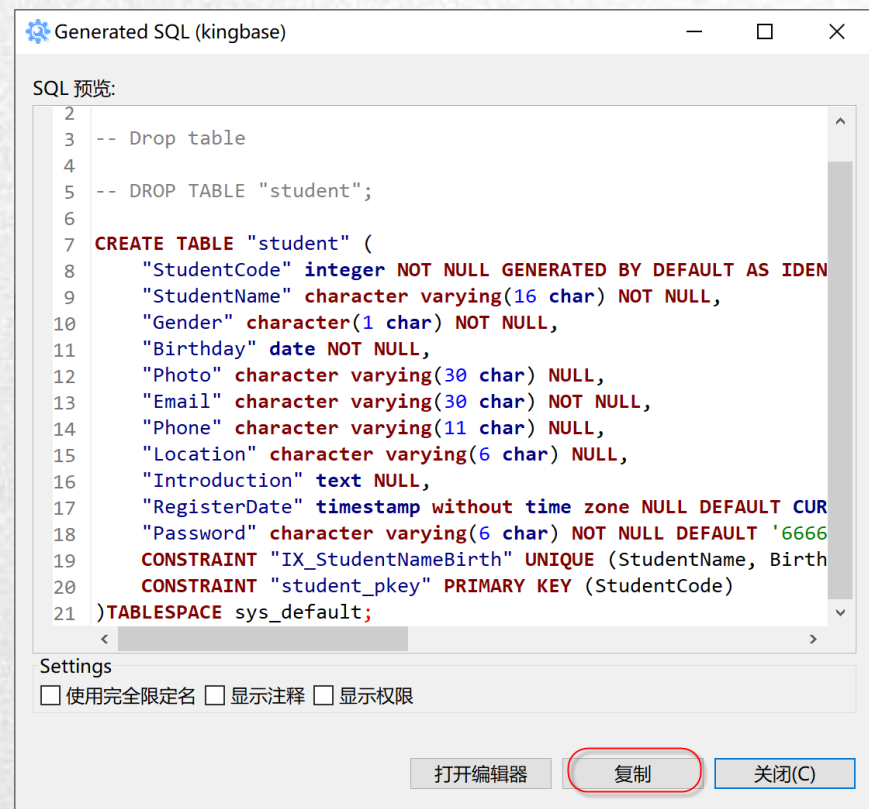 Generated SQL (kingbase)
SQL 预览:
2
3 -- Drop table
4
5 -- DROP TABLE "student";
6
7 CREATE TABLE "student" (
8 "StudentCode" integer NOT NULL GENERATED BY DEFAULT AS IDEN
9 "StudentName" character varying(16 char) NOT NULL,
10 "Gender" character(1 char) NOT NULL,
11 "Birthday" date NOT NULL,
12 "Photo" character varying(30 char) NULL,
13 "Email" character varying(30 char) NOT NULL,
14 "Phone" character varying(11 char) NULL,
15 "Location" character varying(6 char) NULL,
16 "Introduction" text NULL,
17 "RegisterDate" timestamp without time zone NULL DEFAULT CUR
18 "Password" character varying(6 char) NOT NULL DEFAULT '6666
19 CONSTRAINT "IX_StudentNameBirth" UNIQUE (StudentName, Birth
20 CONSTRAINT "student_pkey" PRIMARY KEY (StudentCode)
21 )TABLESPACE sys_default;
Settings
使用完全限定名 显示注释 显示权限
打开编辑器 复制 关闭(C)